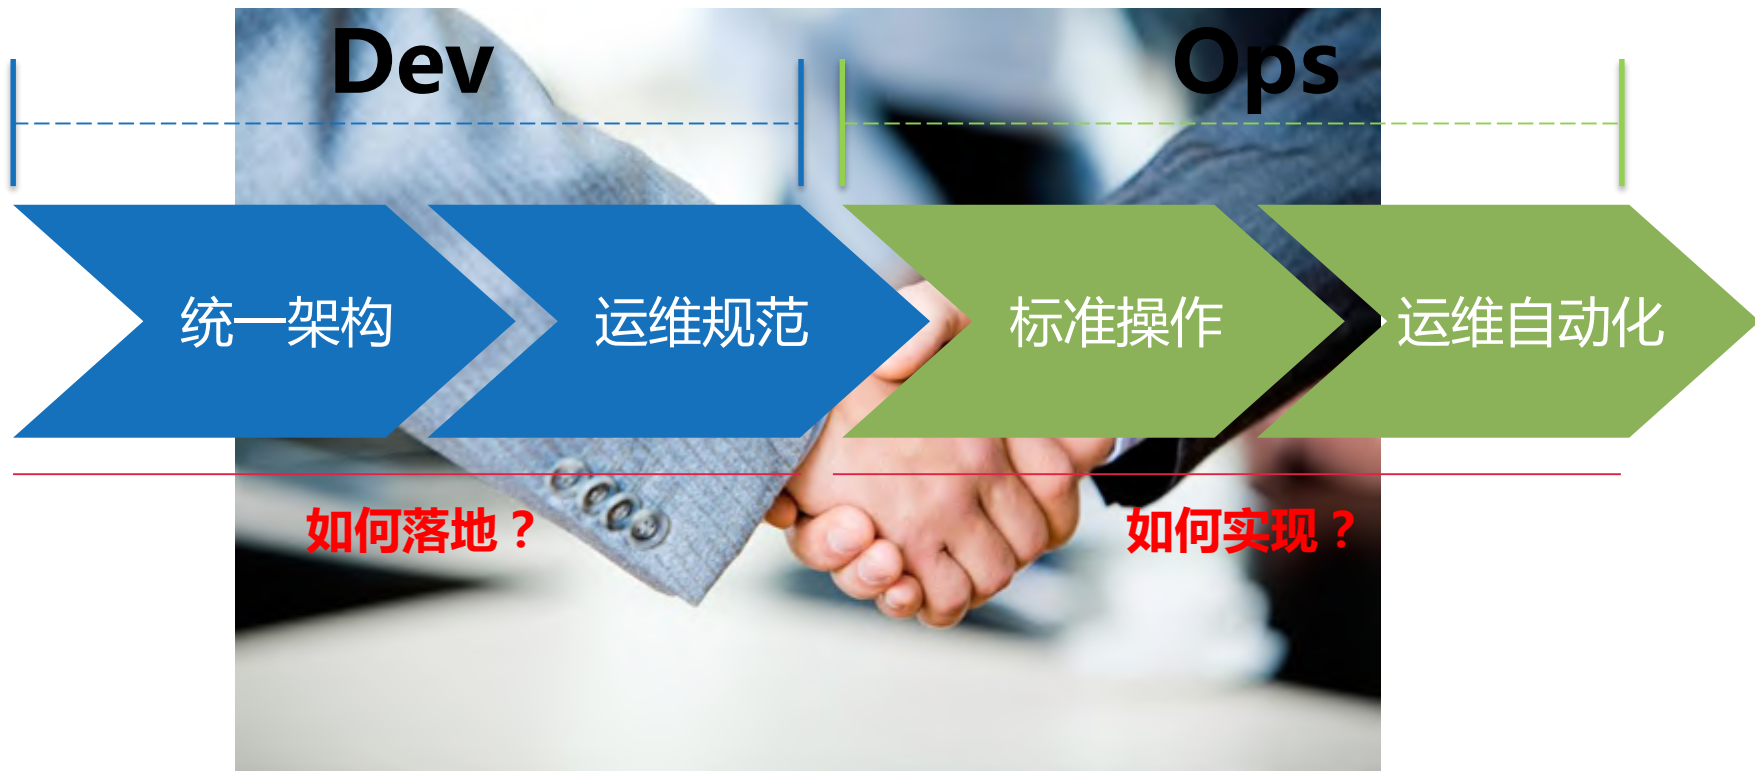 Dev
Ops
统一架构
运维规范
标准操作
运维自动化
如何落地？
如何实现？